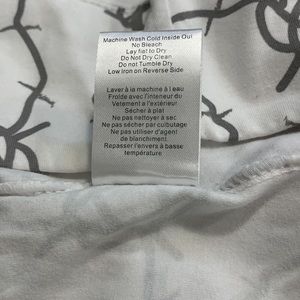 Machine Wash Cold Inside Out
No Bleach
Lay flat to Dry
Do Not Dry Clean
Do not Tumble Dry
Low Iron on Reverse Side
Laver à la machine à l eau
Froide avec l'interieur du
Vetement a l'extérieur
Sécher à plat
Ne pas nettoyer à sec
Ne pas sécher par culbutage
Ne pas utiliser d'agent
de blanchiment.
Repasser l'envers à basse
température